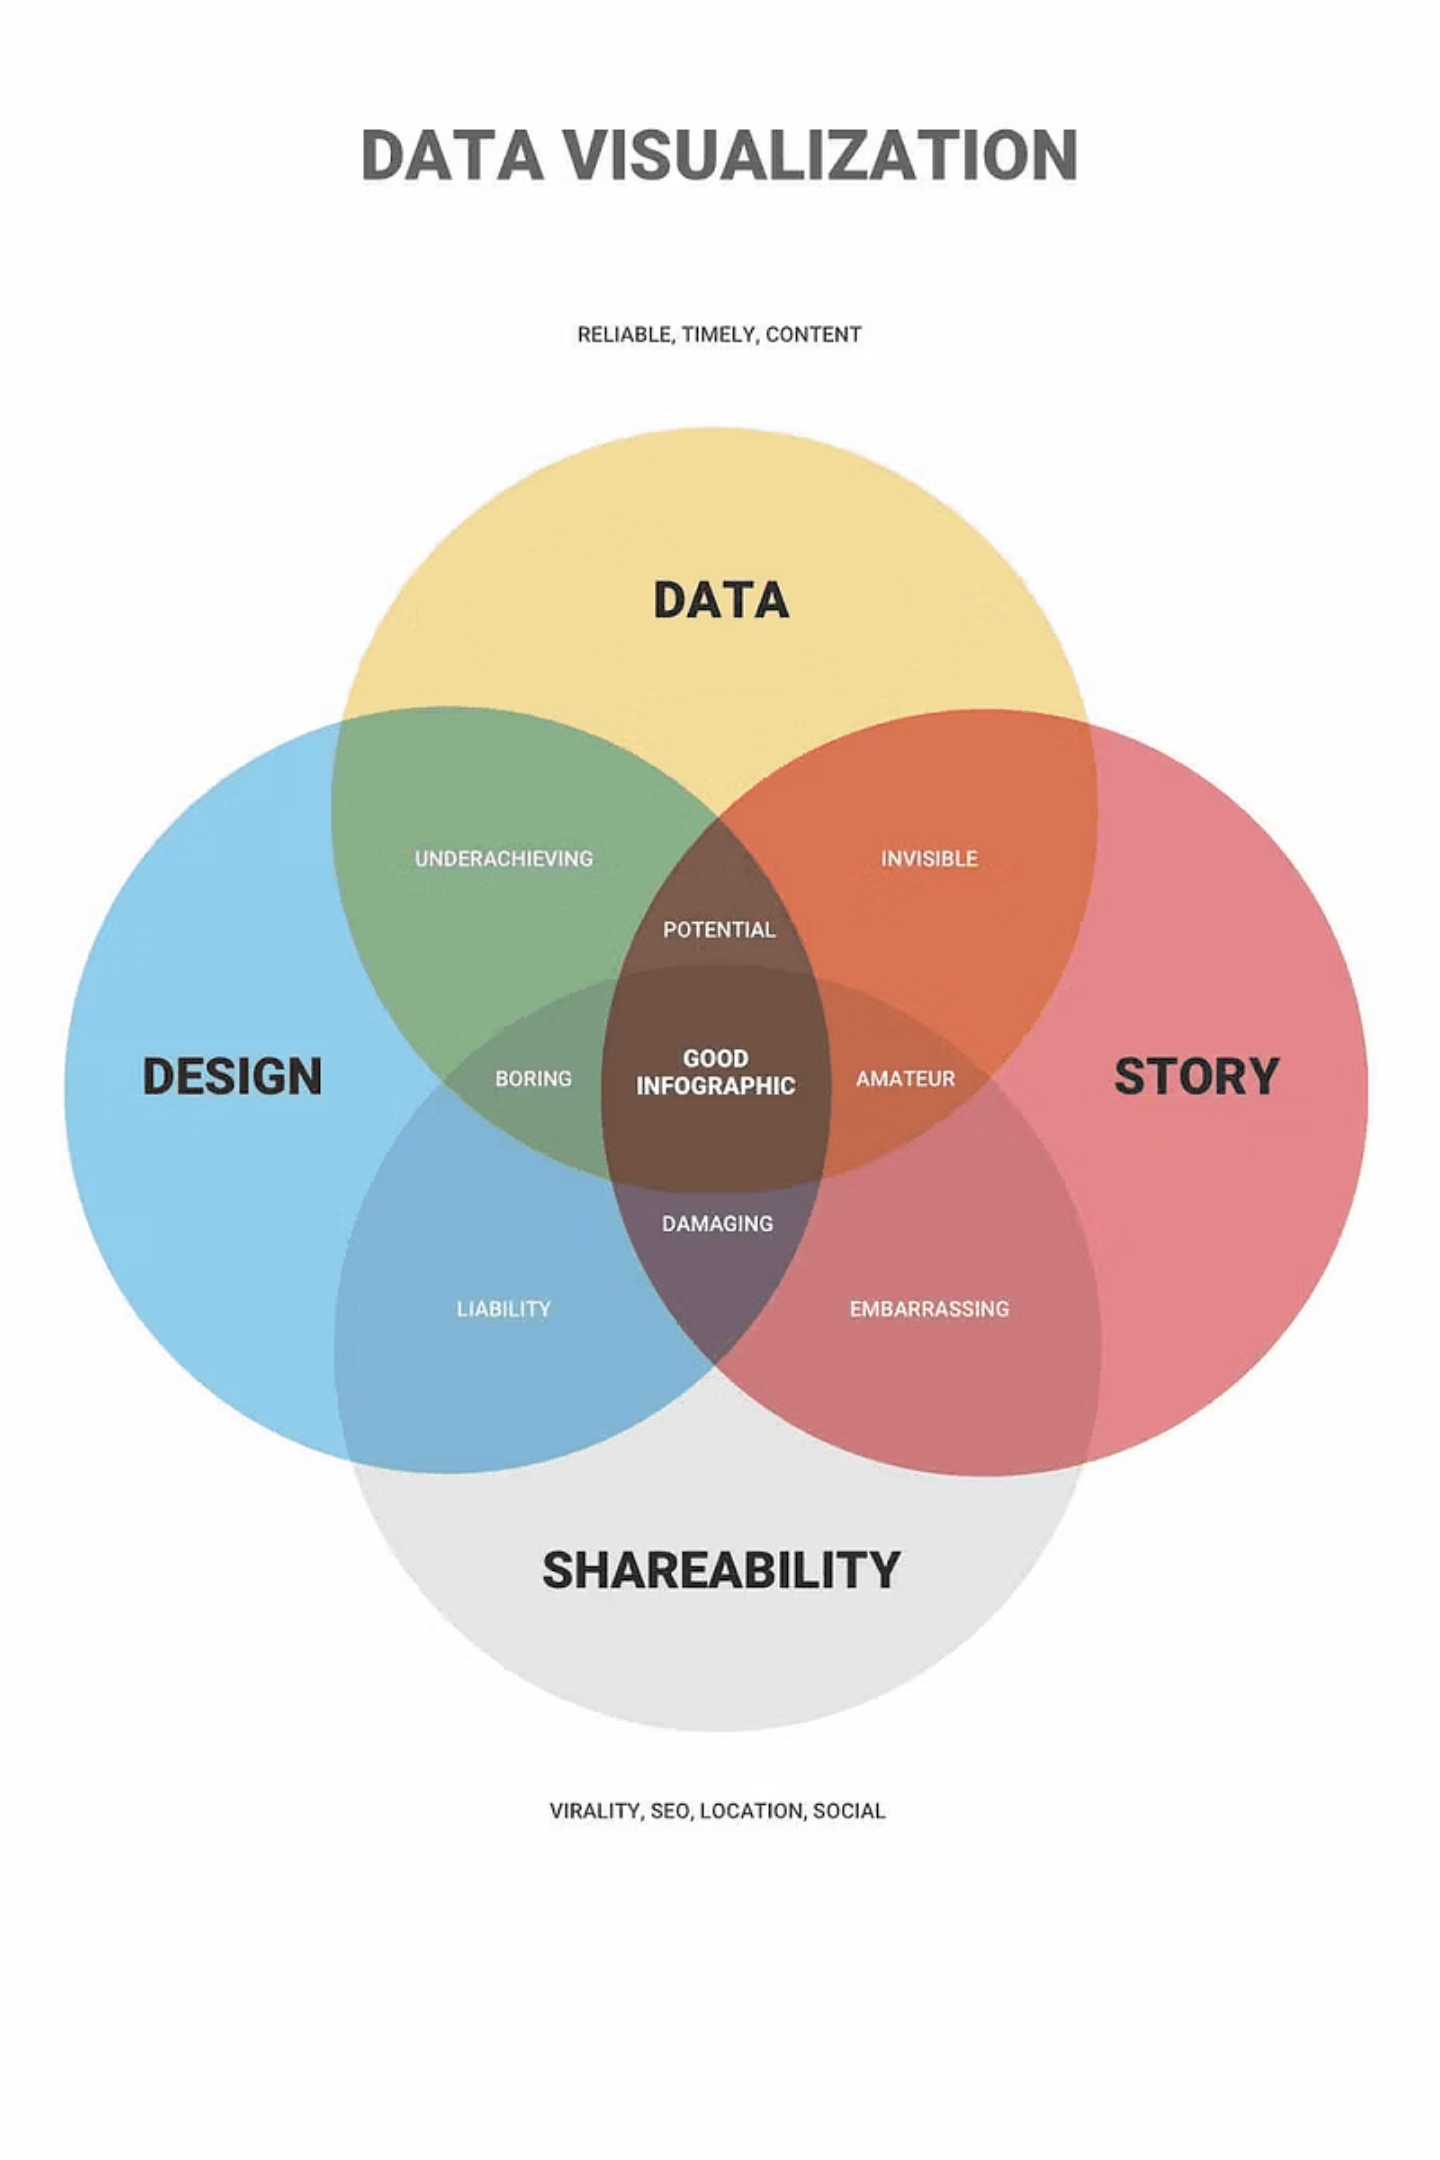 DATA VISUALIZATION
RELIABLE, TIMELY, CONTENT
DATA
UNDERACHIEVING
INVISIBLE
POTENTIAL
DESIGN
BORING
GOOD
INFOGRAPHIC
AMATEUR
STORY
DAMAGING
LIABILITY
EMBARRASSING
SHAREABILITY
VIRALITY, SEO, LOCATION, SOCIAL